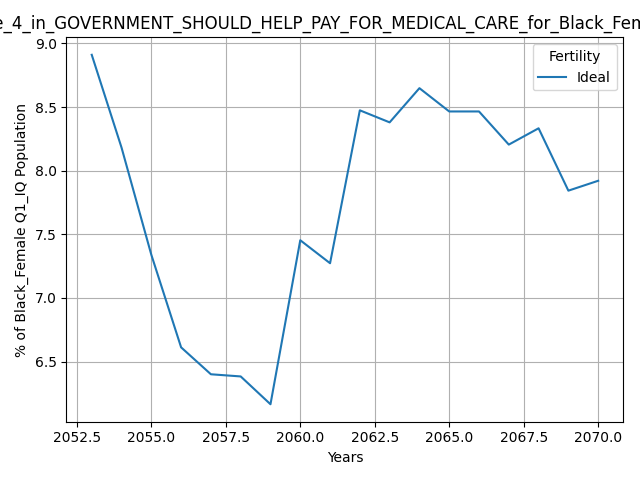 e_4_in_GOVERNMENT_SHOULD_HELP_PAY_FOR_MEDICAL_CARE_for_Black_Fem
9.0
8.5
8.0
7.5
7.0
6.5
% of Black_Female Q1_IQ Population
Fertility
Ideal
2052.5 2055.0 2057.5 2060.0 2062.5 2065.0 2067.5 2070.0
Years